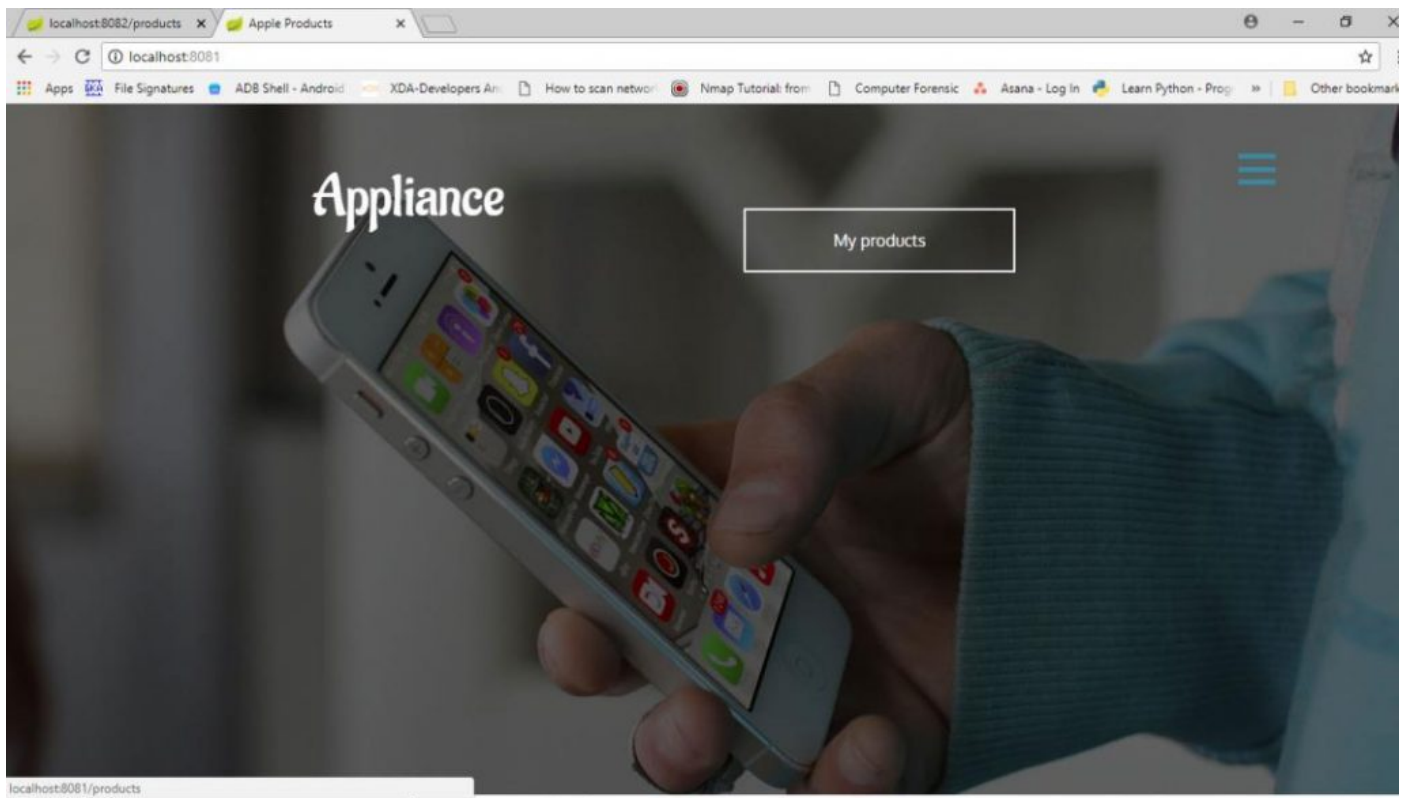 localhost:8082/products
Apple Products
localhost:8081
Apps File Signatures ADB Shell - Android XDA-Developers An How to scan networ Nmap Tutorial: from Computer Forensic Asana - Log In Learn Python - Prog » Other bookmark
Appliance
My products
localhost:8081/products